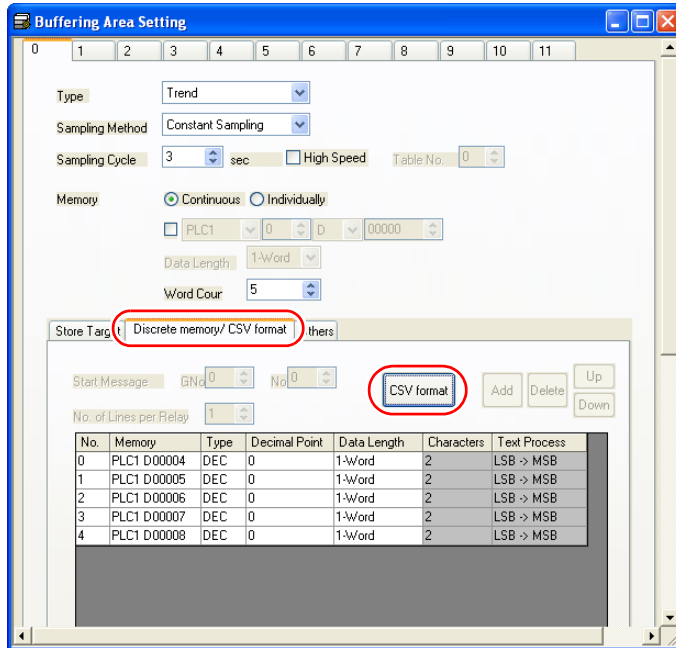 Buffering Area Setting
0 1 2 3 4 5 6 7 8 9 10 11
Type Trend
Sampling Method Constant Sampling
Sampling Cycle 3 sec High Speed Table No. 0
Memory Continuous Individually
PLC1 0 D 00000
Data Length 1-Word
Word Cour 5
Store Targ Discrete memory/ CSV format thers
Start Message GNo 0 No 0 CSV format Add Delete Up
Down
No. of Lines per Relay 1
No. Memory Type Decimal Point Data Length Characters Text Process
0 PLC1 D00004 DEC 0 1-Word 2 LSB -> MSB
1 PLC1 D00005 DEC 0 1-Word 2 LSB -> MSB
2 PLC1 D00006 DEC 0 1-Word 2 LSB -> MSB
3 PLC1 D00007 DEC 0 1-Word 2 LSB -> MSB
4 PLC1 D00008 DEC 0 1-Word 2 LSB -> MSB